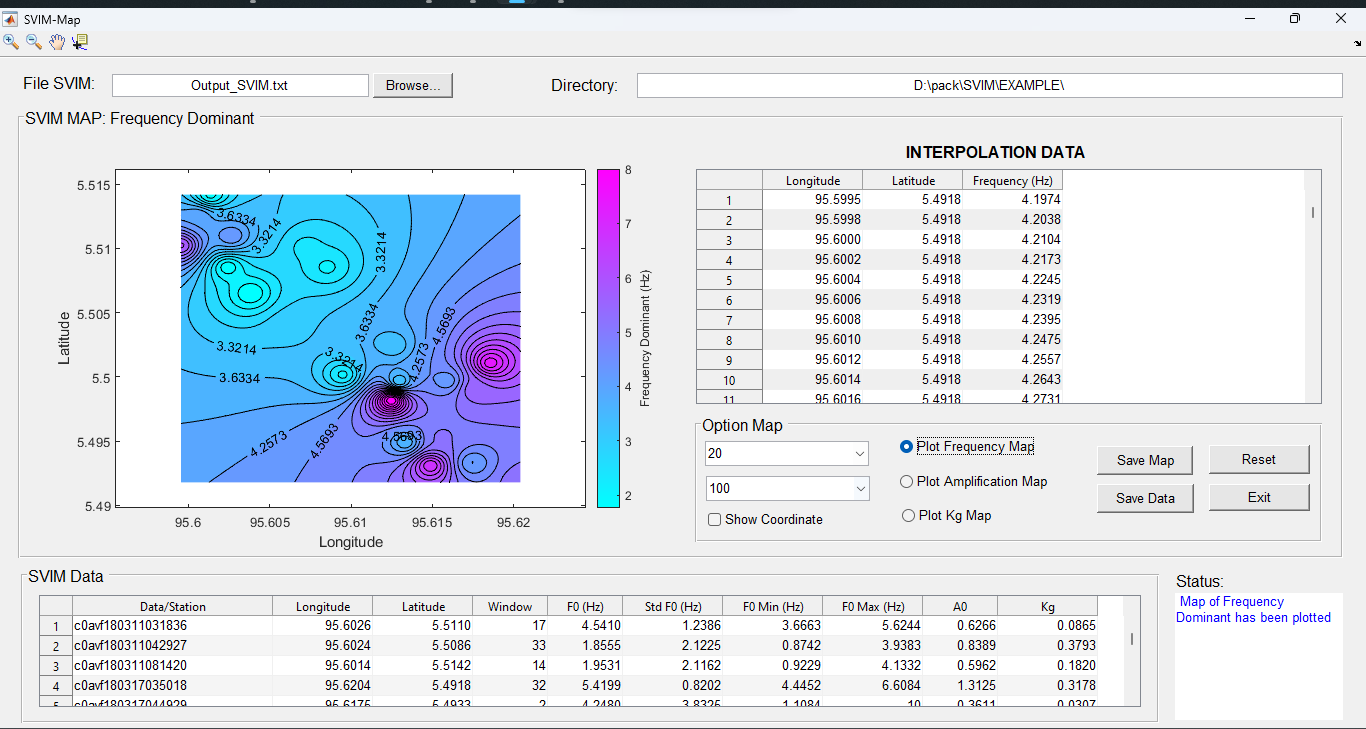 SVIM-Map
File SVIM: Output_SVIM.txt Browse... Directory: D:\pack\SVIM\EXAMPLE\
SVIM MAP: Frequency Dominant
5.515
5.51
5.505
5.5
5.495
5.49
Latitude
95.6 95.605 95.61 95.615 95.62
Longitude
3.6334
3.3214
3.3214
3.6334
4.5693
3.3214
3.3214
4.2573
3.6334
4.2573
4.5693
4.5693
8
7
6
5
4
3
2
Frequency Dominant (Hz)
INTERPOLATION DATA
Longitude Latitude Frequency (Hz)
1 95.5995 5.4918 4.1974
2 95.5998 5.4918 4.2038
3 95.6000 5.4918 4.2104
4 95.6002 5.4918 4.2173
5 95.6004 5.4918 4.2245
6 95.6006 5.4918 4.2319
7 95.6008 5.4918 4.2395
8 95.6010 5.4918 4.2475
9 95.6012 5.4918 4.2557
10 95.6014 5.4918 4.2643
11 95.6016 5.4918 4.2731
Option Map
20
100
Show Coordinate
Plot Frequency Map
Plot Amplification Map
Plot Kg Map
Save Map Reset
Save Data Exit
SVIM Data
Data/Station Longitude Latitude Window F0 (Hz) Std F0 (Hz) F0 Min (Hz) F0 Max (Hz) A0 Kg
1 c0avf180311031836 95.6026 5.5110 17 4.5410 1.2386 3.6663 5.6244 0.6266 0.0865
2 c0avf180311042927 95.6024 5.5086 33 1.8555 2.1225 0.8742 3.9383 0.8389 0.3793
3 c0avf180311081420 95.6014 5.5142 14 1.9531 2.1162 0.9229 4.1332 0.5962 0.1820
4 c0avf180317035018 95.6204 5.4918 32 5.4199 0.8202 4.4452 6.6084 1.3125 0.3178
5 c0avf180317044929 95.6175 5.4933 2 4.2480 3.8325 1.1084 10 0.3611 0.0307
Status:
Map of Frequency
Dominant has been plotted